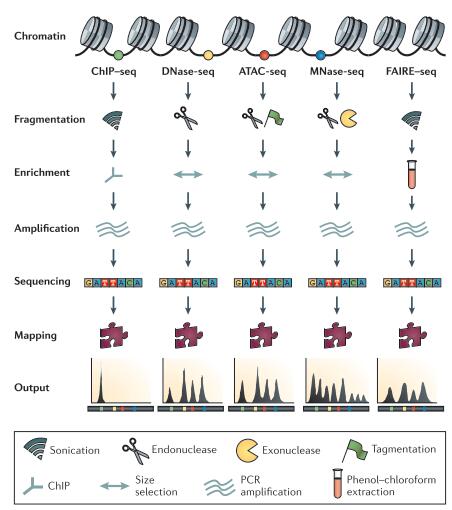 Chromatin
ChIP–seq DNase-seq ATAC-seq MNase-seq FAIRE–seq
Fragmentation
Enrichment
Amplification
Sequencing GATTACA GATTACA GATTACA GATTACA GATTACA
Mapping
Output
Sonication Endonuclease Exonuclease Tagmentation
ChIP Size selection PCR amplification Phenol–chloroform extraction